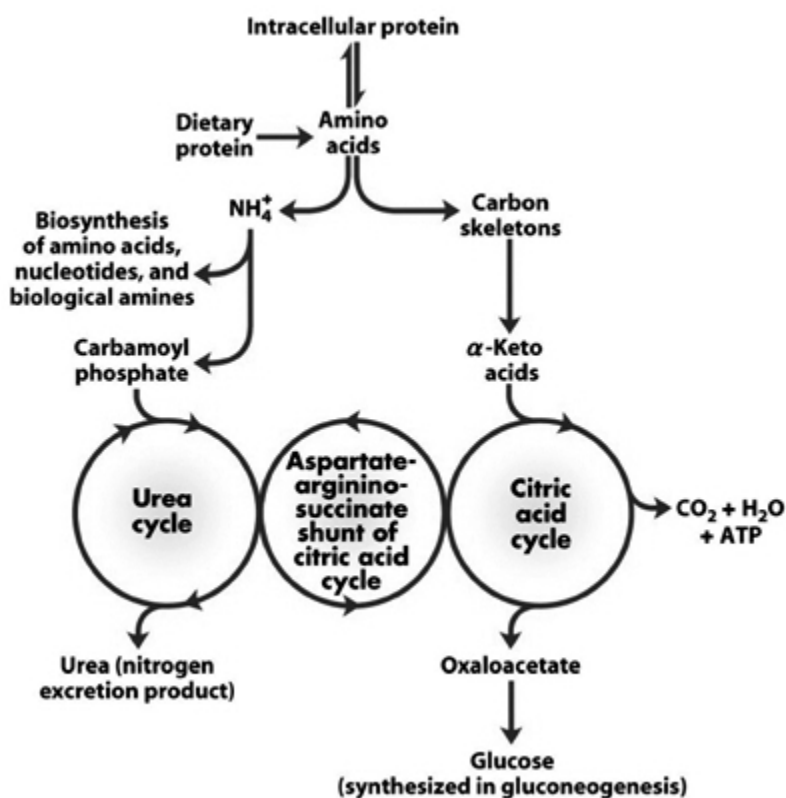 Intracellular protein
Dietary
protein
Amino
acids
NH₄⁺
Carbon
skeletons
Biosynthesis
of amino acids,
nucleotides, and
biological amines
Carbamoyl
phosphate
α-Keto
acids
Urea
cycle
Aspartate-
arginino-
succinate
shunt of
citric acid
cycle
Citric
acid
cycle
CO₂ + H₂O
+ ATP
Urea (nitrogen
excretion product)
Oxaloacetate
Glucose
(synthesized in gluconeogenesis)